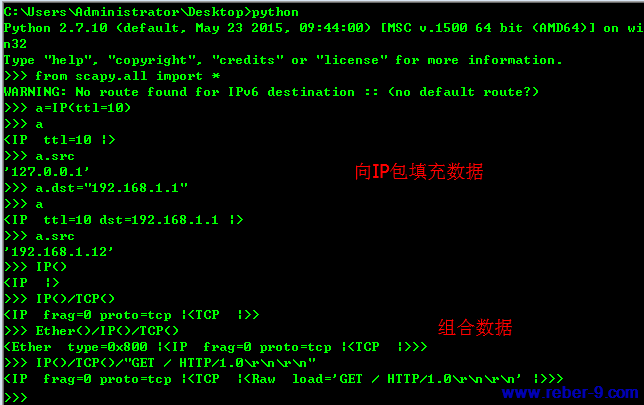 C:\Users\Administrator\Desktop>python
Python 2.7.10 (default, May 23 2015, 09:44:00) [MSC v.1500 64 bit (AMD64)] on wi
n32
Type "help", "copyright", "credits" or "license" for more information.
>>> from scapy.all import *
WARNING: No route found for IPv6 destination :: (no default route?)
>>> a=IP(ttl=10)
>>> a
<IP  ttl=10 |>
>>> a.src
'127.0.0.1'
向IP包填充数据
>>> a.dst="192.168.1.1"
>>> a
<IP  ttl=10 dst=192.168.1.1 |>
>>> a.src
'192.168.1.12'
>>> IP()
<IP  |>
>>> IP()/TCP()
<IP  frag=0 proto=tcp |<TCP  |>>
>>> Ether()/IP()/TCP()
组合数据
<Ether  type=0x800 |<IP  frag=0 proto=tcp |<TCP  |>>>
>>> IP()/TCP()/"GET / HTTP/1.0\r\n\r\n"
<IP  frag=0 proto=tcp |<TCP  |<Raw  load='GET / HTTP/1.0\r\n\r\n' |>>>
>>>
www.reber-9.com